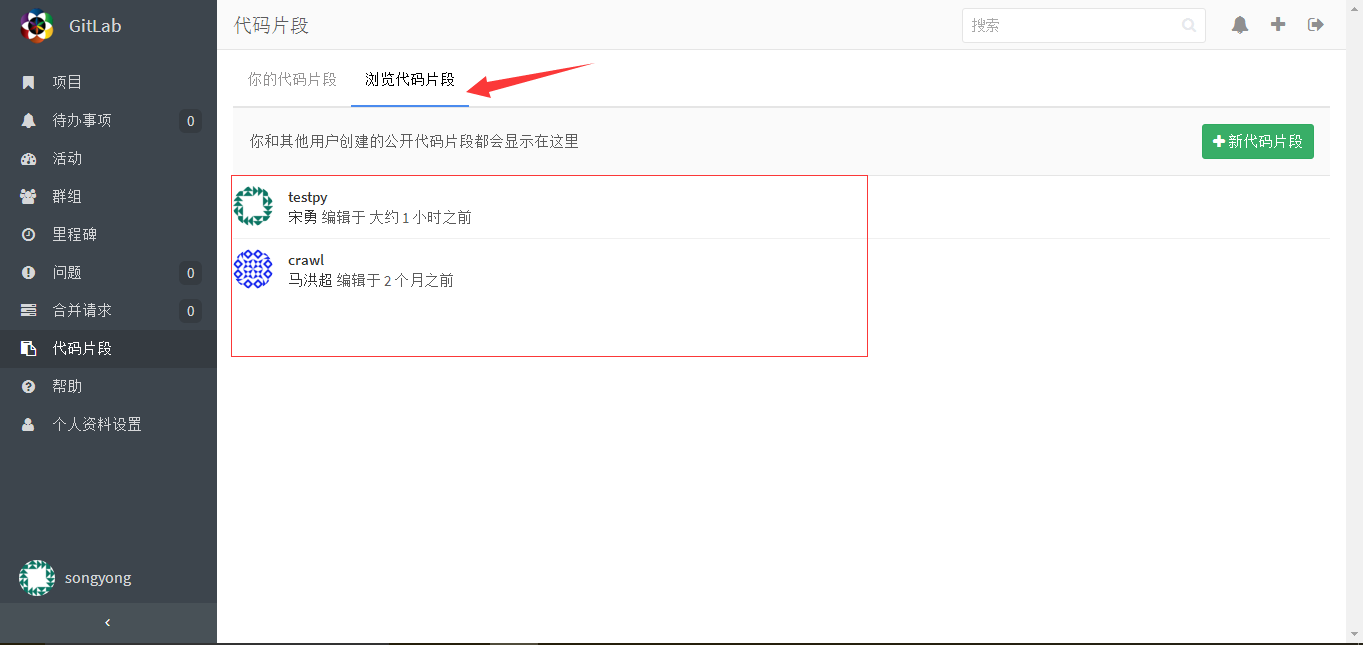 GitLab
项目
待办事项 0
活动
群组
里程碑
问题 0
合并请求 0
代码片段
帮助
个人资料设置
songyong
代码片段
搜索
你的代码片段 浏览代码片段
你和其他用户创建的公开代码片段都会显示在这里
新代码片段
testpy
宋勇 编辑于 大约 1 小时之前
crawl
马洪超 编辑于 2 个月之前